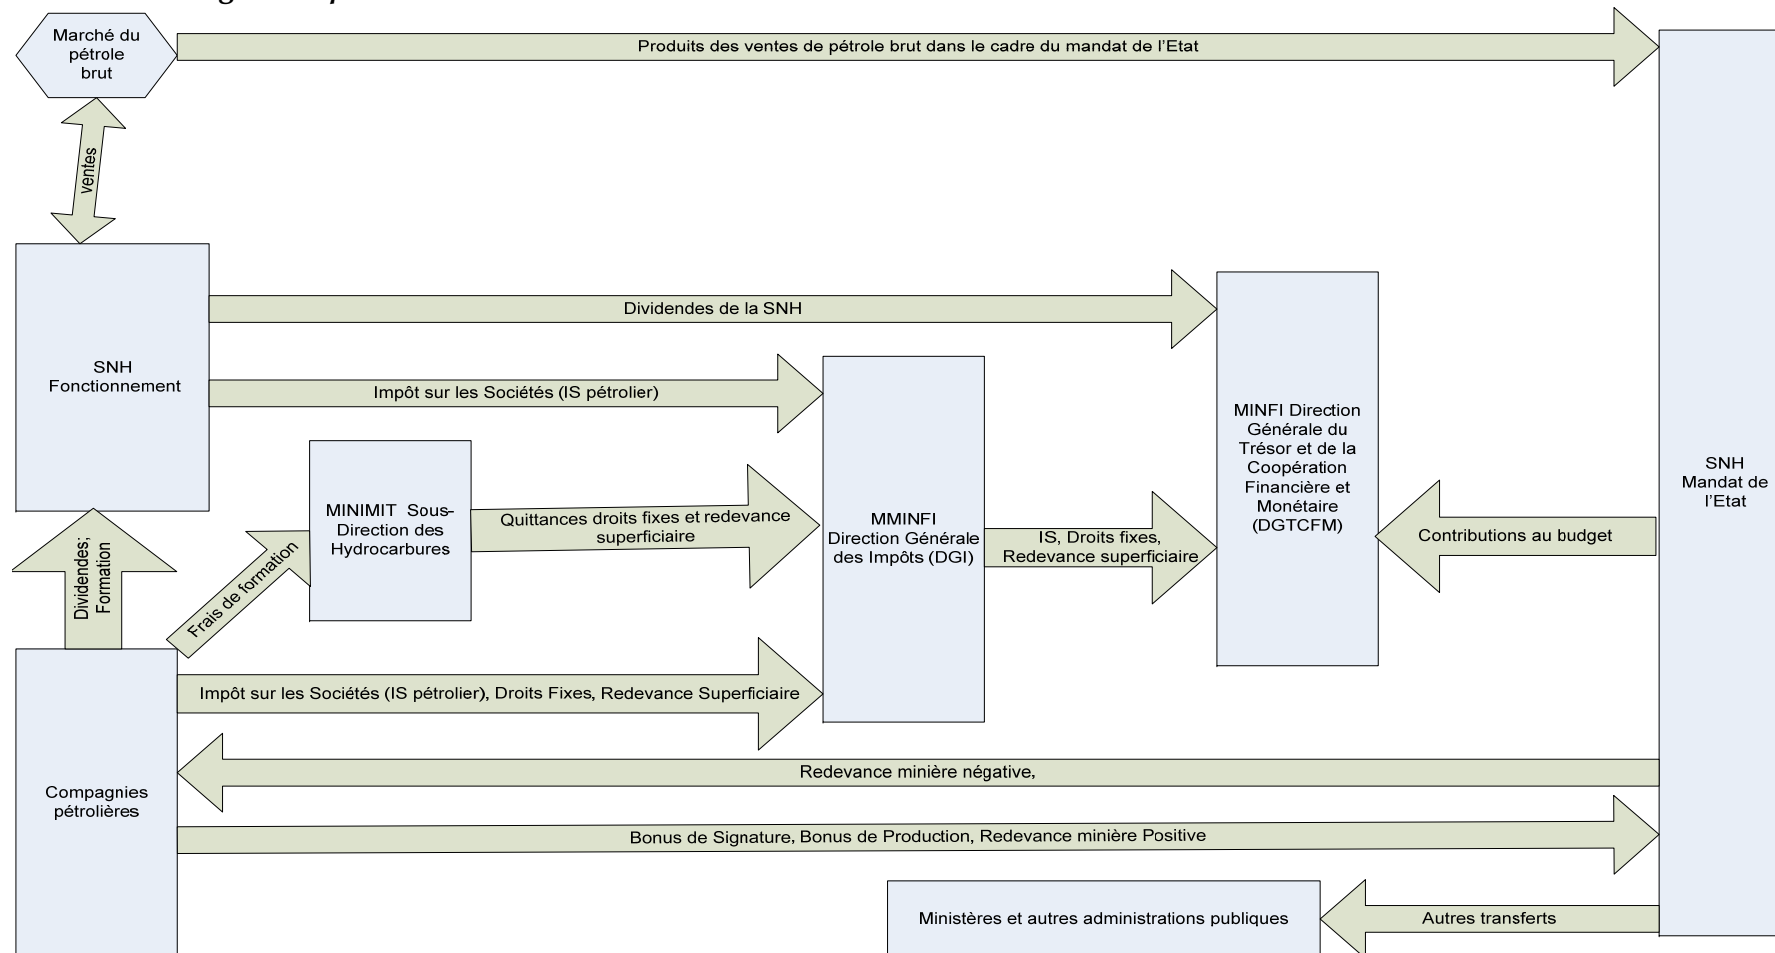 Marché du
pétrole
brut
Produits des ventes de pétrole brut dans le cadre du mandat de l’Etat
ventes
SNH
Fonctionnement
Dividendes de la SNH
Impôt sur les Sociétés (IS pétrolier)
MINIMIT Sous-
Direction des
Hydrocarbures
Quittances droits fixes et redevance
superficiaire
MMINFI
Direction Générale
des Impôts (DGI)
IS, Droits fixes,
Redevance superficiaire
MINFI Direction
Générale du
Trésor et de la
Coopération
Financière et
Monétaire
(DGTCFM)
Contributions au budget
SNH
Mandat de
l’Etat
Dividendes;
Formation
Frais de formation
Impôt sur les Sociétés (IS pétrolier), Droits Fixes, Redevance Superficiaire
Compagnies
pétrolières
Redevance minière négative,
Bonus de Signature, Bonus de Production, Redevance minière Positive
Ministères et autres administrations publiques
Autres transferts